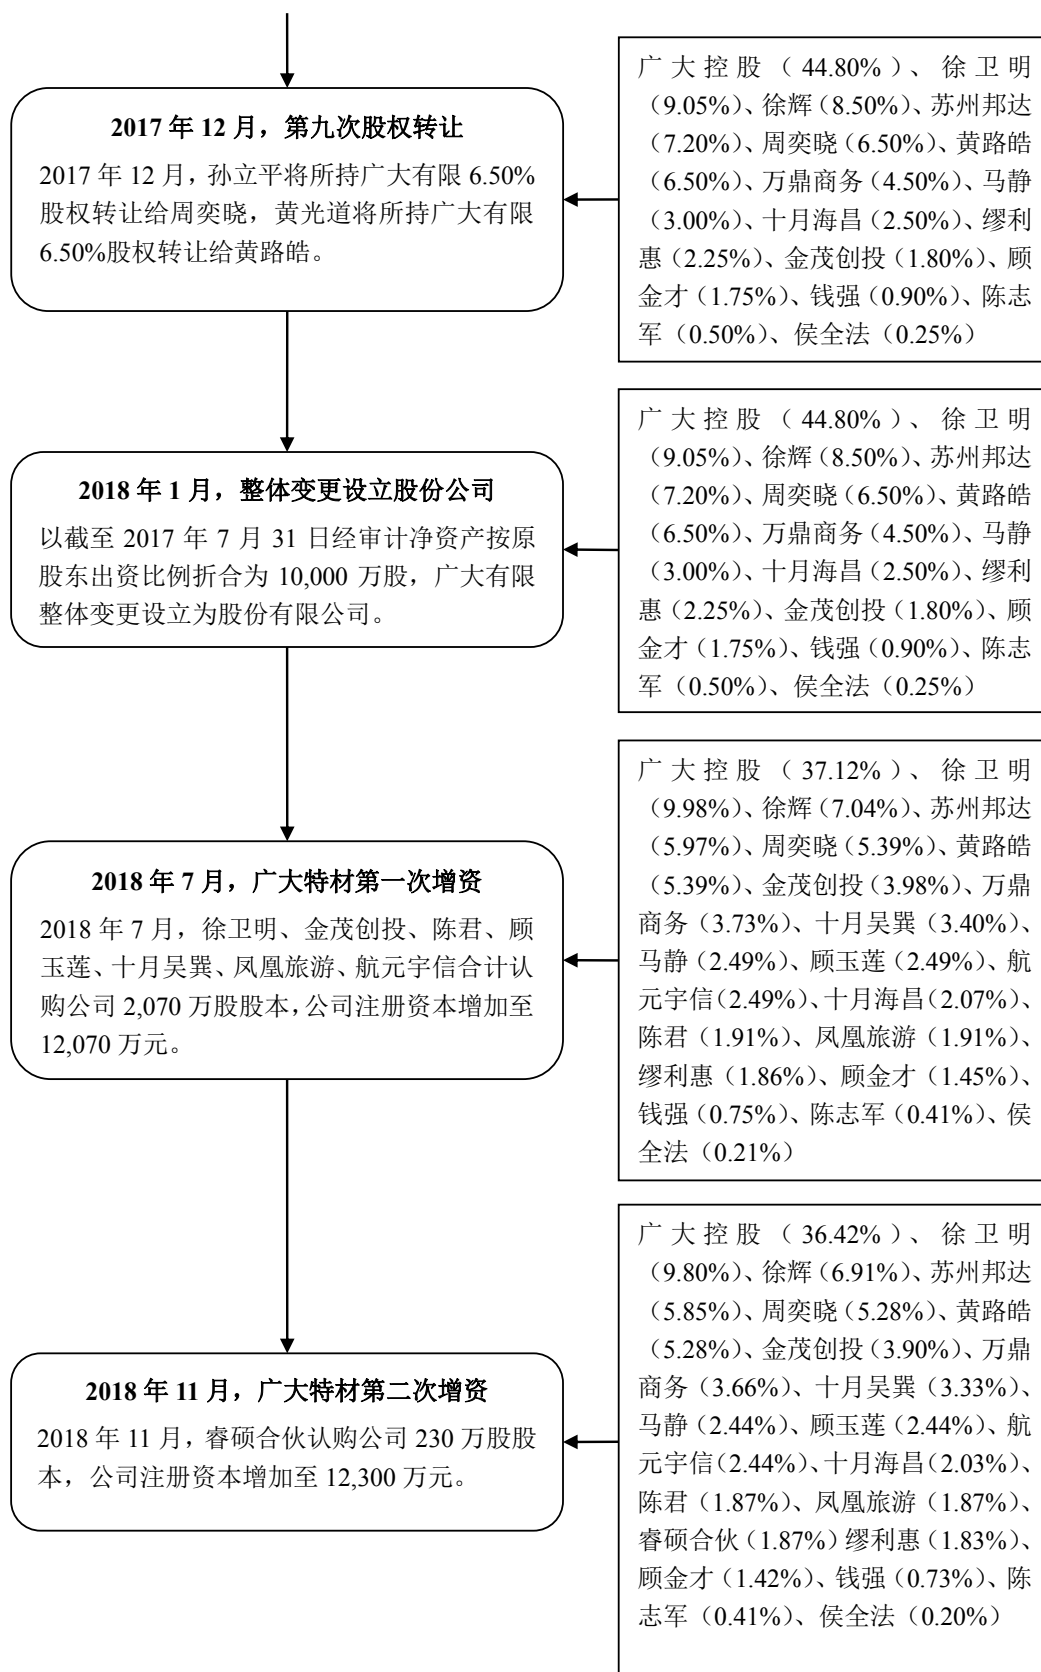 2017 年 12 月，第九次股权转让
2017 年 12 月，孙立平将所持广大有限 6.50%
股权转让给周奕晓，黄光道将所持广大有限
6.50%股权转让给黄路皓。
广大控股（44.80%）、徐卫明
（9.05%）、徐辉（8.50%）、苏州邦达
（7.20%）、周奕晓（6.50%）、黄路皓
（6.50%）、万鼎商务（4.50%）、马静
（3.00%）、十月海昌（2.50%）、缪利
惠（2.25%）、金茂创投（1.80%）、顾
金才（1.75%）、钱强（0.90%）、陈志
军（0.50%）、侯全法（0.25%）
2018 年 1 月，整体变更设立股份公司
以截至 2017 年 7 月 31 日经审计净资产按原
股东出资比例折合为 10,000 万股，广大有限
整体变更设立为股份有限公司。
广大控股（44.80%）、徐卫明
（9.05%）、徐辉（8.50%）、苏州邦达
（7.20%）、周奕晓（6.50%）、黄路皓
（6.50%）、万鼎商务（4.50%）、马静
（3.00%）、十月海昌（2.50%）、缪利
惠（2.25%）、金茂创投（1.80%）、顾
金才（1.75%）、钱强（0.90%）、陈志
军（0.50%）、侯全法（0.25%）
2018 年 7 月，广大特材第一次增资
2018 年 7 月，徐卫明、金茂创投、陈君、顾
玉莲、十月吴巽、凤凰旅游、航元宇信合计认
购公司 2,070 万股股本，公司注册资本增加至
12,070 万元。
广大控股（37.12%）、徐卫明
（9.98%）、徐辉（7.04%）、苏州邦达
（5.97%）、周奕晓（5.39%）、黄路皓
（5.39%）、金茂创投（3.98%）、万鼎
商务（3.73%）、十月吴巽（3.40%）、
马静（2.49%）、顾玉莲（2.49%）、航
元宇信（2.49%）、十月海昌（2.07%）、
陈君（1.91%）、凤凰旅游（1.91%）、
缪利惠（1.86%）、顾金才（1.45%）、
钱强（0.75%）、陈志军（0.41%）、侯
全法（0.21%）
2018 年 11 月，广大特材第二次增资
2018 年 11 月，睿硕合伙认购公司 230 万股股
本，公司注册资本增加至 12,300 万元。
广大控股（36.42%）、徐卫明
（9.80%）、徐辉（6.91%）、苏州邦达
（5.85%）、周奕晓（5.28%）、黄路皓
（5.28%）、金茂创投（3.90%）、万鼎
商务（3.66%）、十月吴巽（3.33%）、
马静（2.44%）、顾玉莲（2.44%）、航
元宇信（2.44%）、十月海昌（2.03%）、
陈君（1.87%）、凤凰旅游（1.87%）、
睿硕合伙（1.87%）缪利惠（1.83%）、
顾金才（1.42%）、钱强（0.73%）、陈
志军（0.41%）、侯全法（0.20%）